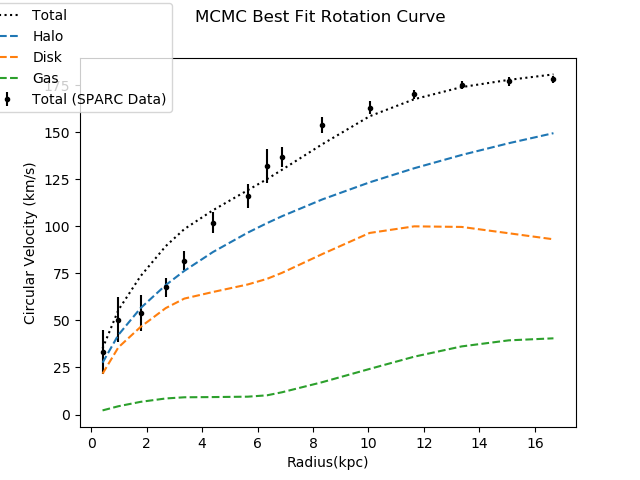 MCMC Best Fit Rotation Curve
Total
Halo
Disk
Gas
Total (SPARC Data)
175
150
125
100
75
50
25
0
Circular Velocity (km/s)
0 2 4 6 8 10 12 14 16
Radius(kpc)